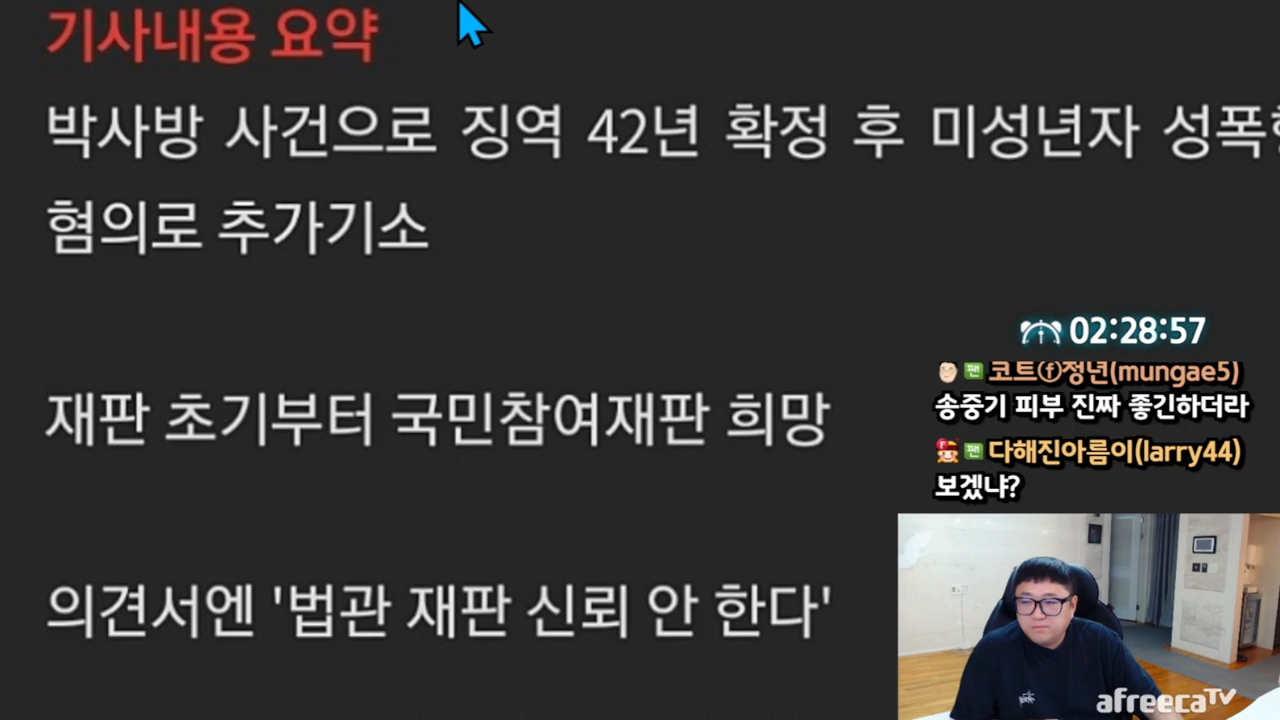 기사내용 요약
박사방 사건으로 징역 42년 확정 후 미성년자 성폭행
혐의로 추가기소
재판 초기부터 국민참여재판 희망
의견서엔 '법관 재판 신뢰 안 한다'
02:28:57
팬 코트ⓕ정년(mungae5)
송중기 피부 진짜 좋긴하더라
팬 다해진아름이(larry44)
보겠냐?
afreecaTV